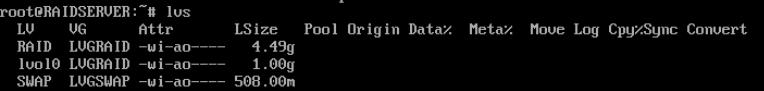 root@RAIDSERVER:~# lvs
  LV    VG      Attr       LSize   Pool Origin Data%  Meta%  Move Log Cpy%Sync Convert
  RAID  LVGRAID -wi-ao----   4.49g
  lvol0 LVGRAID -wi-ao----   1.00g
  SWAP  LVGSWAP -wi-ao---- 508.00m